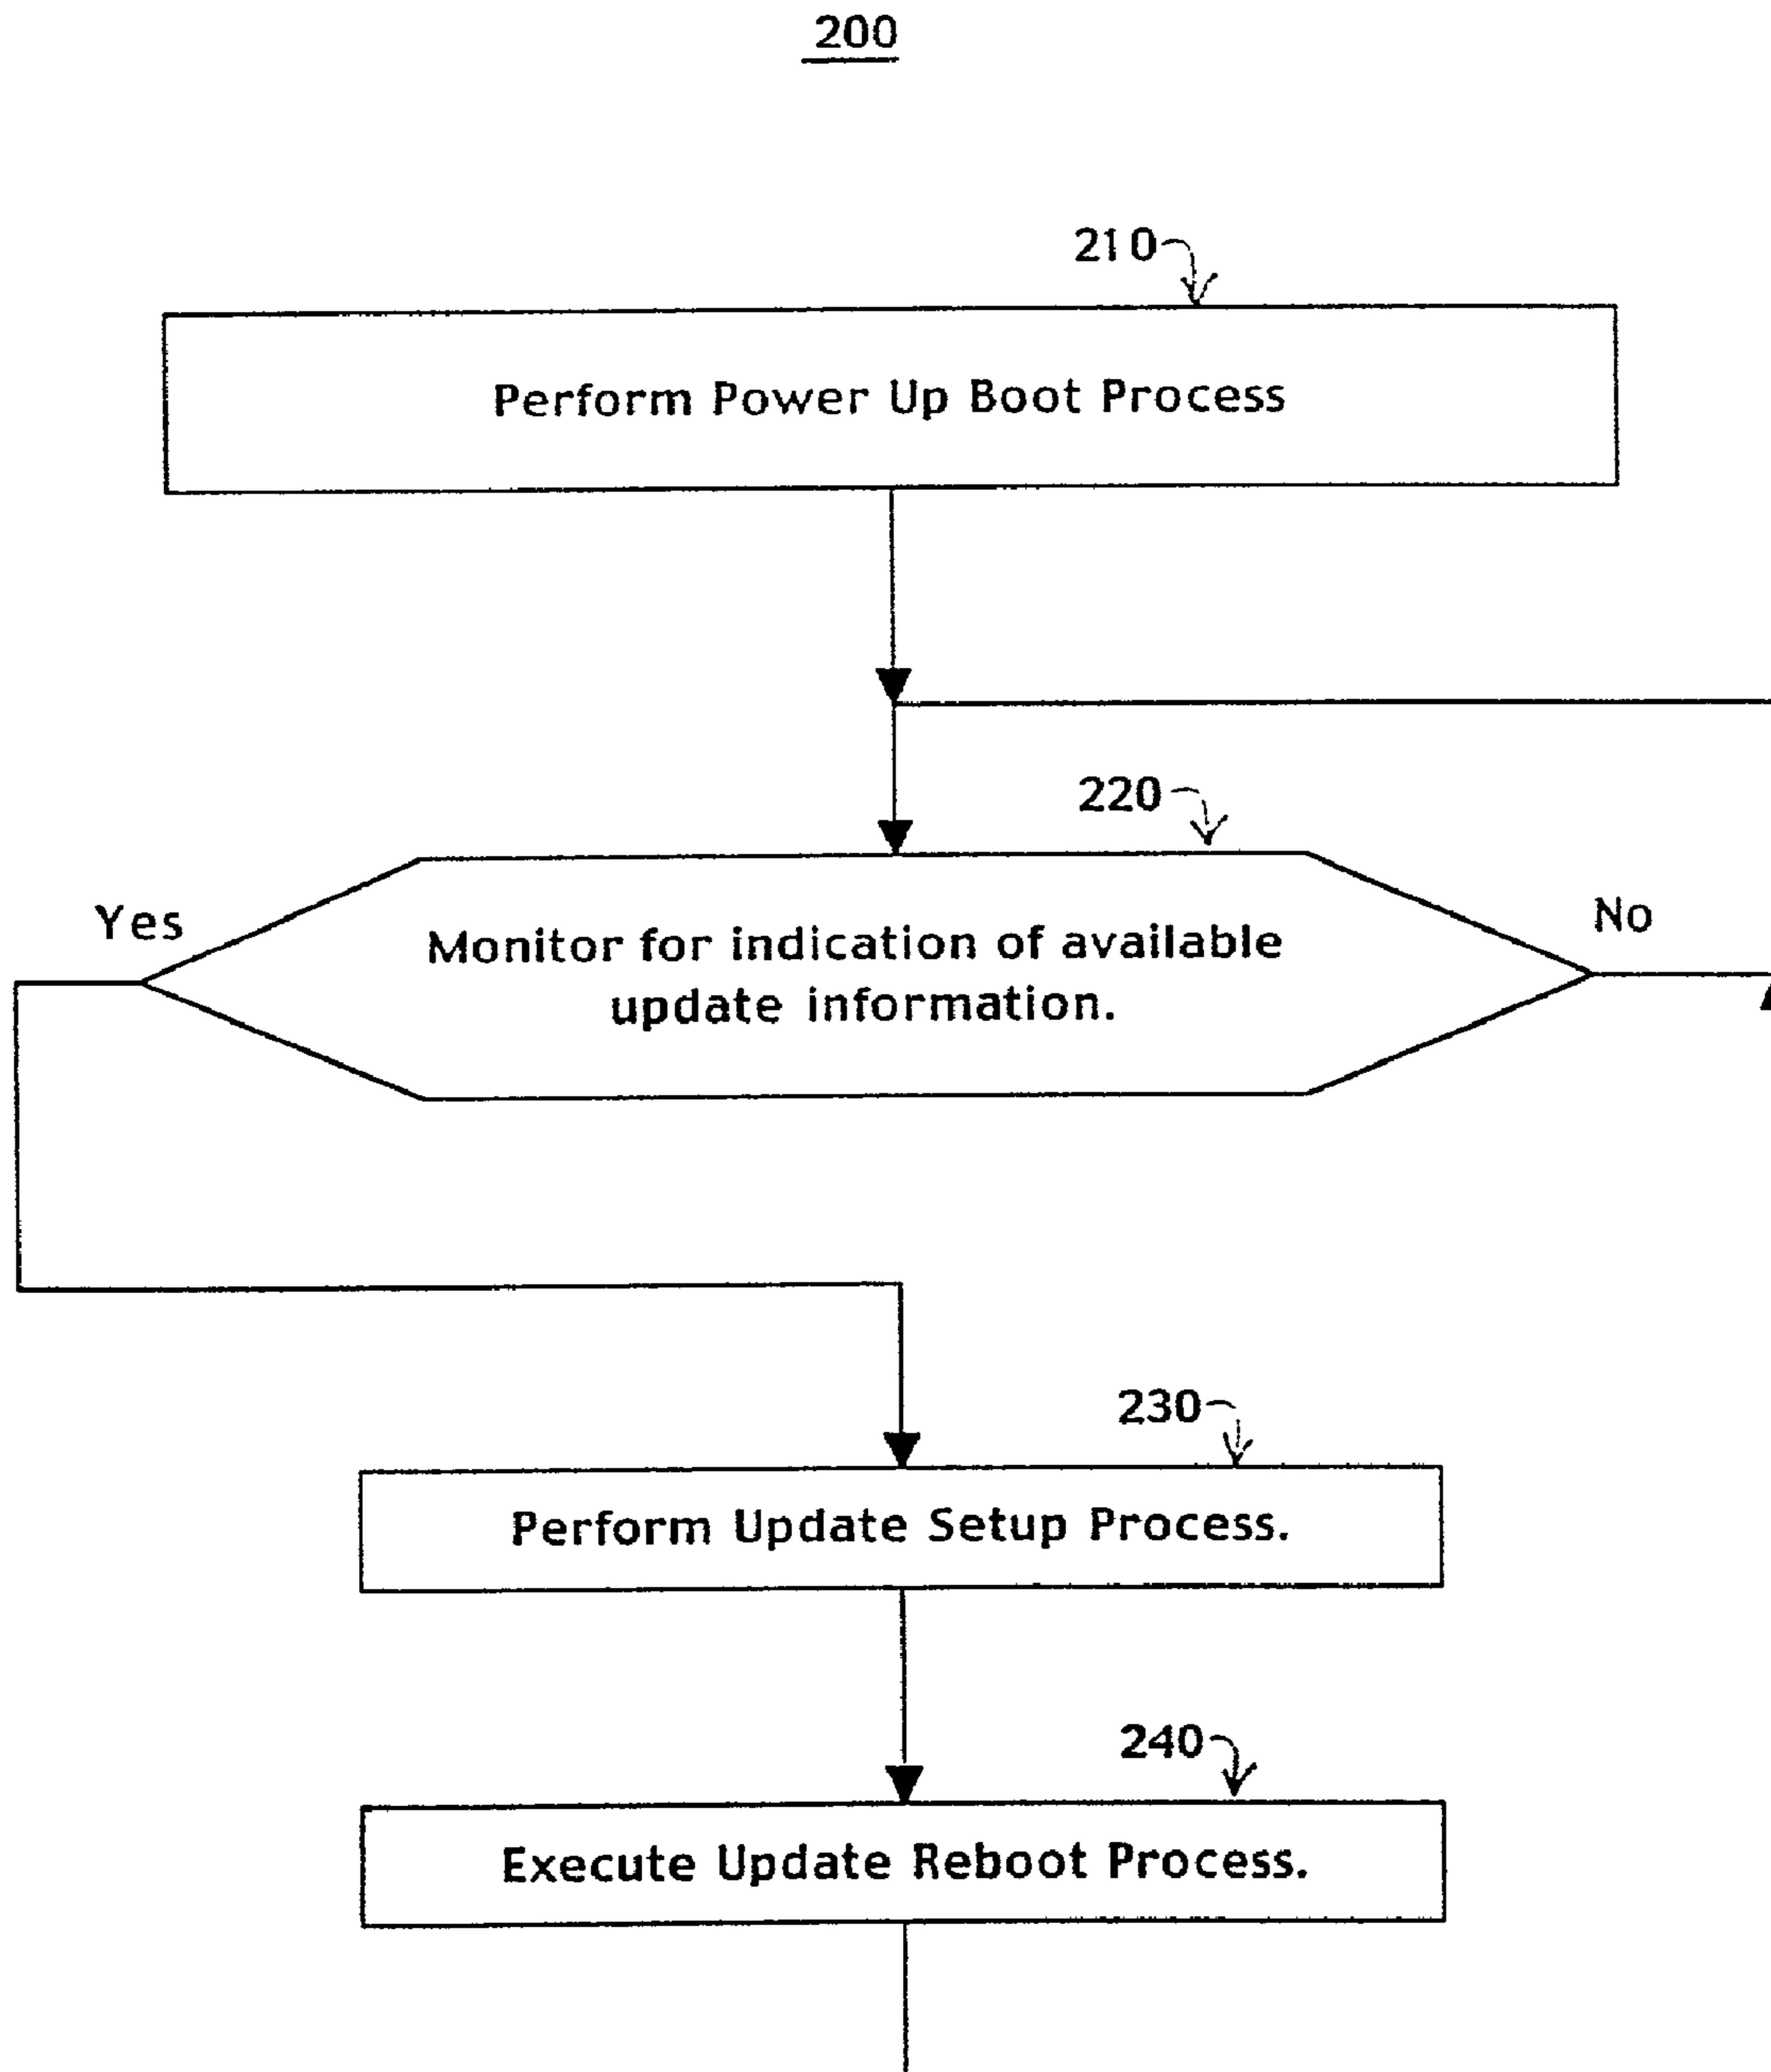 200
210
Perform Power Up Boot Process
220
Yes
No
Monitor for indication of available
update information.
230
Perform Update Setup Process.
240
Execute Update Reboot Process.